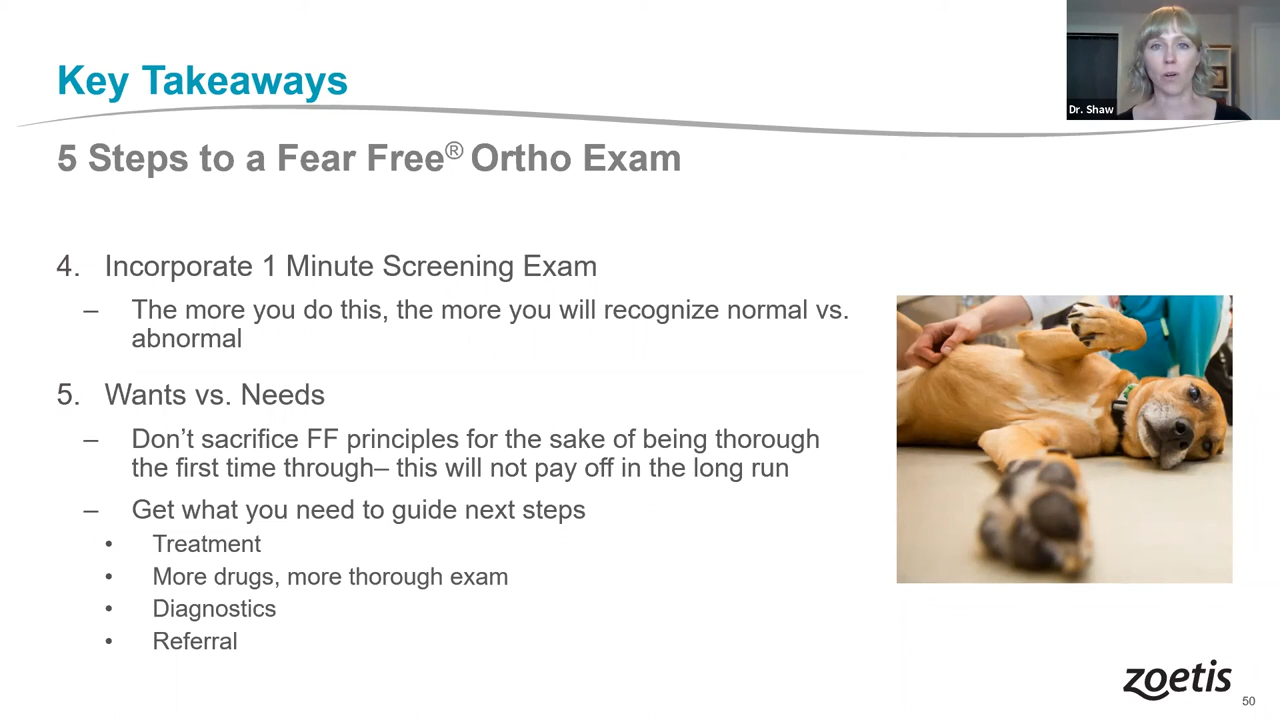 Key Takeaways
Dr. Shaw
5 Steps to a Fear Free® Ortho Exam
4. Incorporate 1 Minute Screening Exam
– The more you do this, the more you will recognize normal vs.
abnormal
5. Wants vs. Needs
– Don’t sacrifice FF principles for the sake of being thorough
the first time through– this will not pay off in the long run
– Get what you need to guide next steps
• Treatment
• More drugs, more thorough exam
• Diagnostics
• Referral
zoetis
50